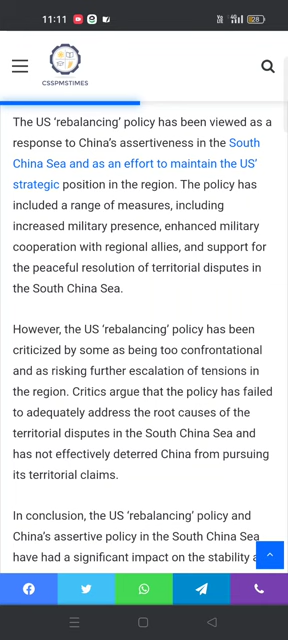 11:11
28
CSSPMSTIMES
The US ‘rebalancing’ policy has been viewed as a
response to China’s assertiveness in the South
China Sea and as an effort to maintain the US’
strategic position in the region. The policy has
included a range of measures, including
increased military presence, enhanced military
cooperation with regional allies, and support for
the peaceful resolution of territorial disputes in
the South China Sea.
However, the US ‘rebalancing’ policy has been
criticized by some as being too confrontational
and as risking further escalation of tensions in
the region. Critics argue that the policy has failed
to adequately address the root causes of the
territorial disputes in the South China Sea and
has not effectively deterred China from pursuing
its territorial claims.
In conclusion, the US ‘rebalancing’ policy and
China’s assertive policy in the South China Sea
have had a significant impact on the stability